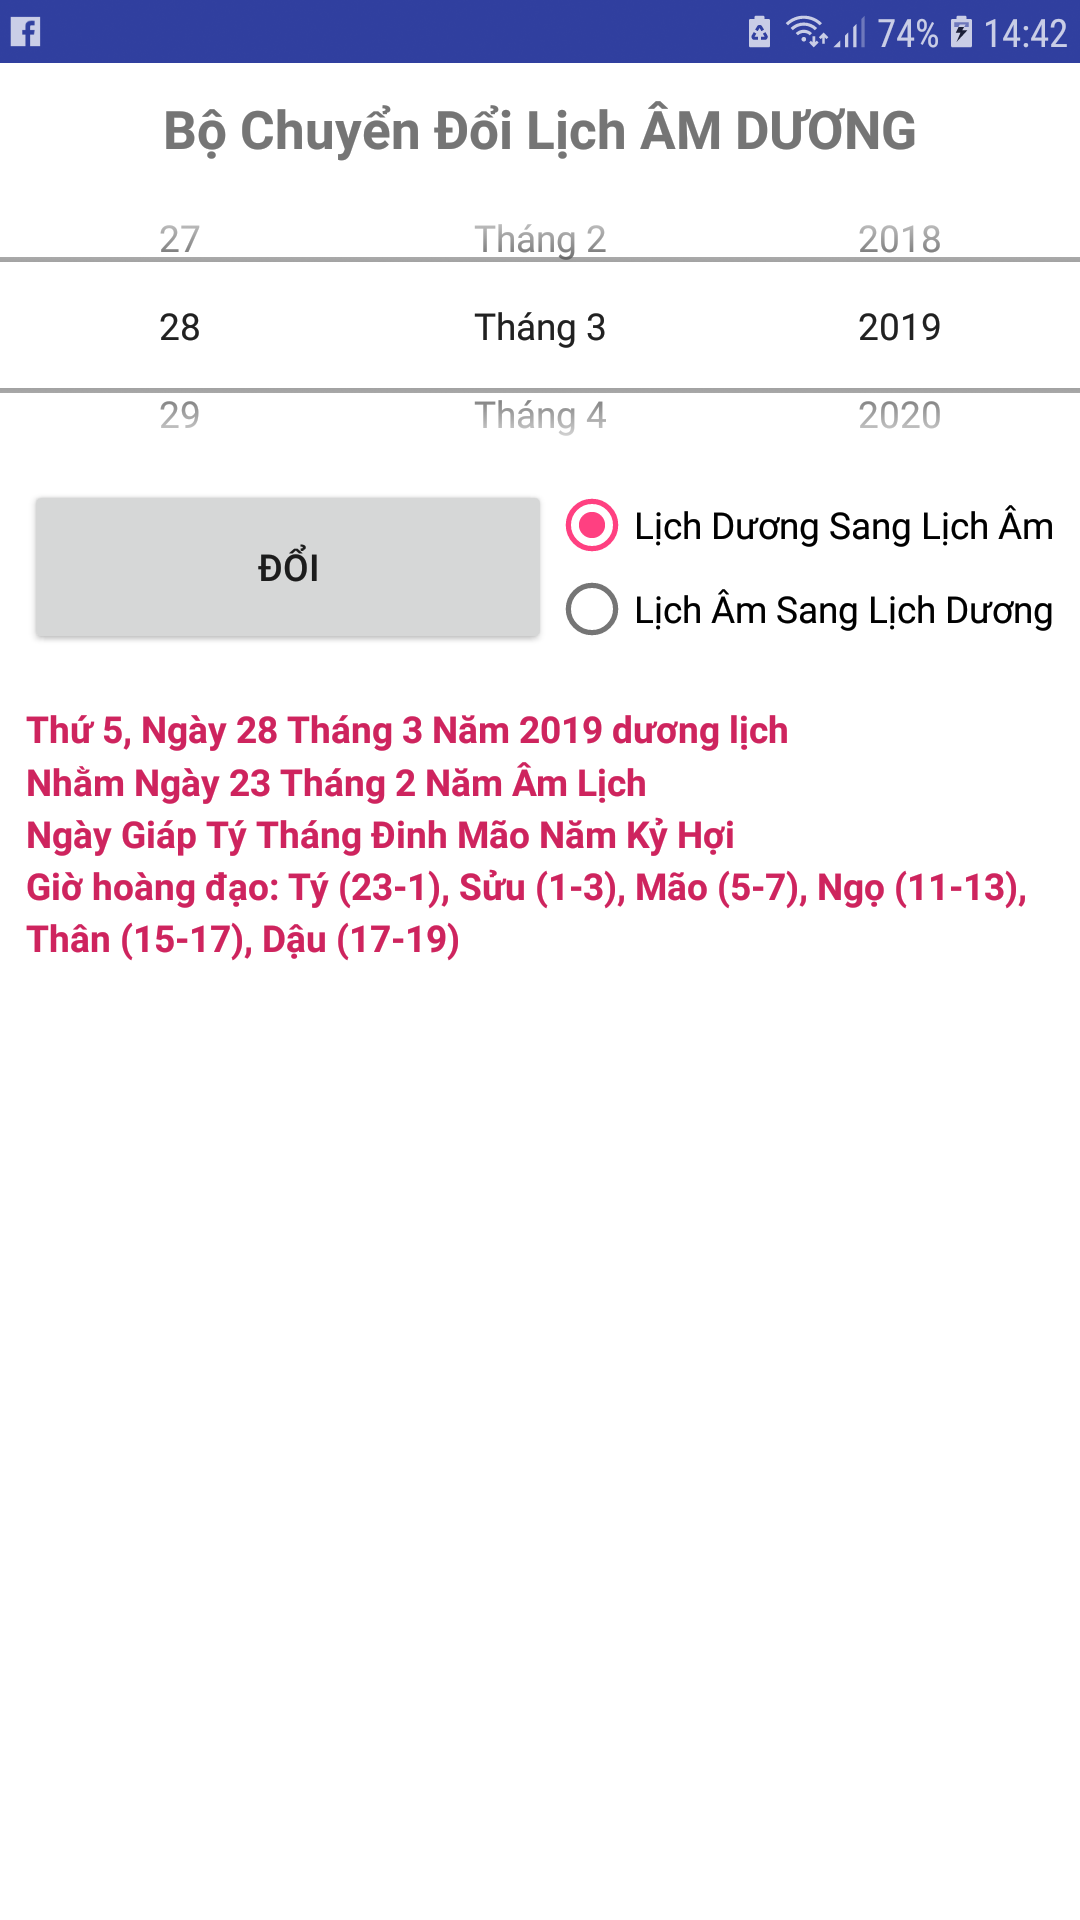 74% 14:42
Bộ Chuyển Đổi Lịch ÂM DƯƠNG
27 Tháng 2 2018
28 Tháng 3 2019
29 Tháng 4 2020
ĐỔI
Lịch Dương Sang Lịch Âm
Lịch Âm Sang Lịch Dương
Thứ 5, Ngày 28 Tháng 3 Năm 2019 dương lịch
Nhằm Ngày 23 Tháng 2 Năm Âm Lịch
Ngày Giáp Tý Tháng Đinh Mão Năm Kỷ Hợi
Giờ hoàng đạo: Tý (23-1), Sửu (1-3), Mão (5-7), Ngọ (11-13),
Thân (15-17), Dậu (17-19)